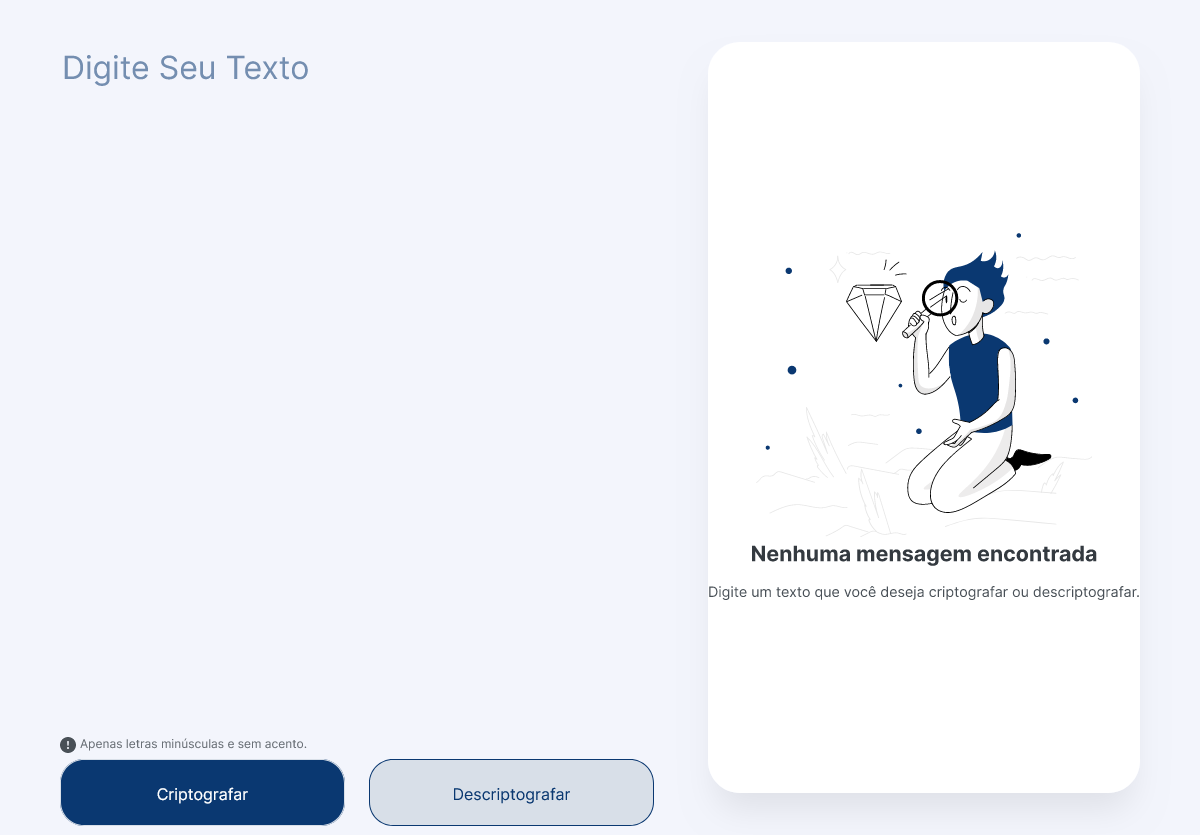 Digite Seu Texto
Nenhuma mensagem encontrada
Digite um texto que você deseja criptografar ou descriptografar.
Apenas letras minúsculas e sem acento.
Criptografar
Descriptografar